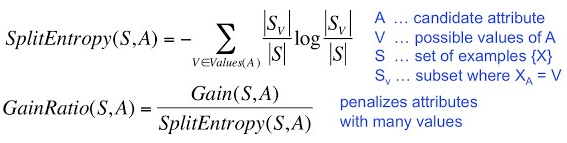 SplitEntropy(S,A) = − ∑ V∈Values(A) |S_V|/|S| log |S_V|/|S|
A … candidate attribute
V … possible values of A
S … set of examples {X}
S_v … subset where X_A = V
GainRatio(S,A) = Gain(S,A) / SplitEntropy(S,A)
penalizes attributes
with many values